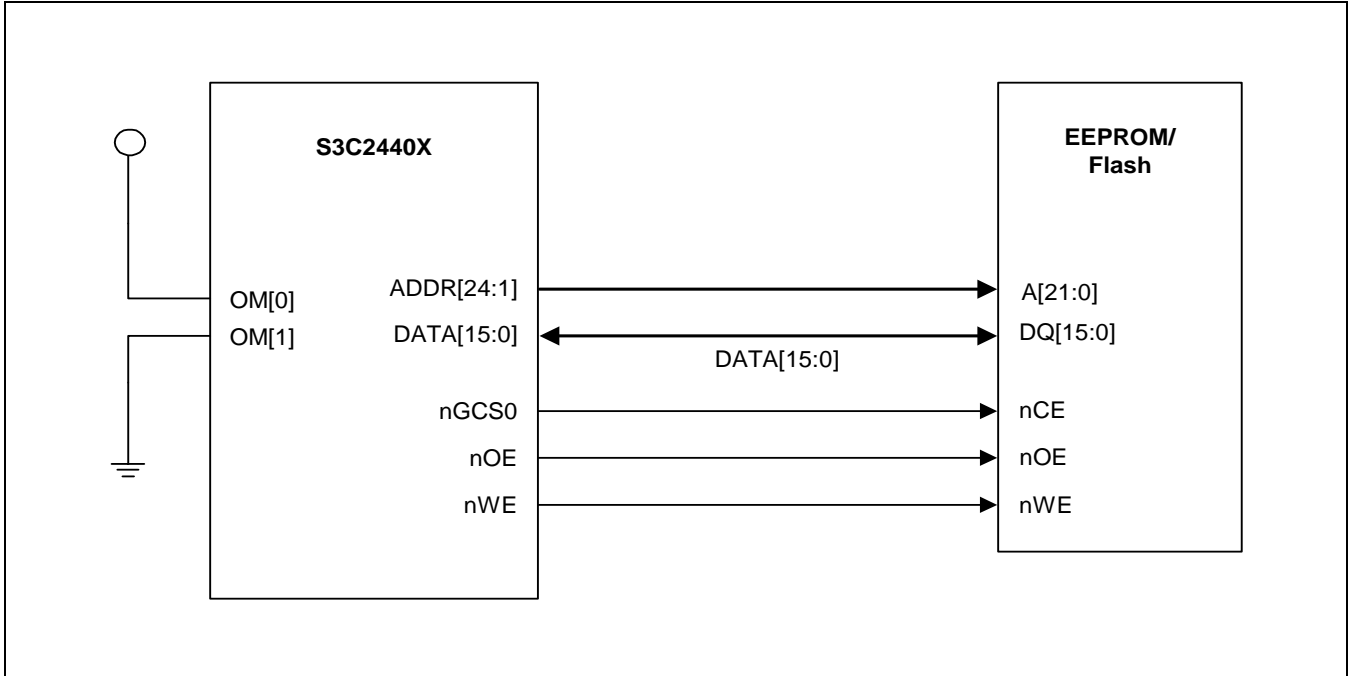 S3C2440X
EEPROM/
Flash
OM[0]
OM[1]
ADDR[24:1]
DATA[15:0]
nGCS0
nOE
nWE
DATA[15:0]
A[21:0]
DQ[15:0]
nCE
nOE
nWE